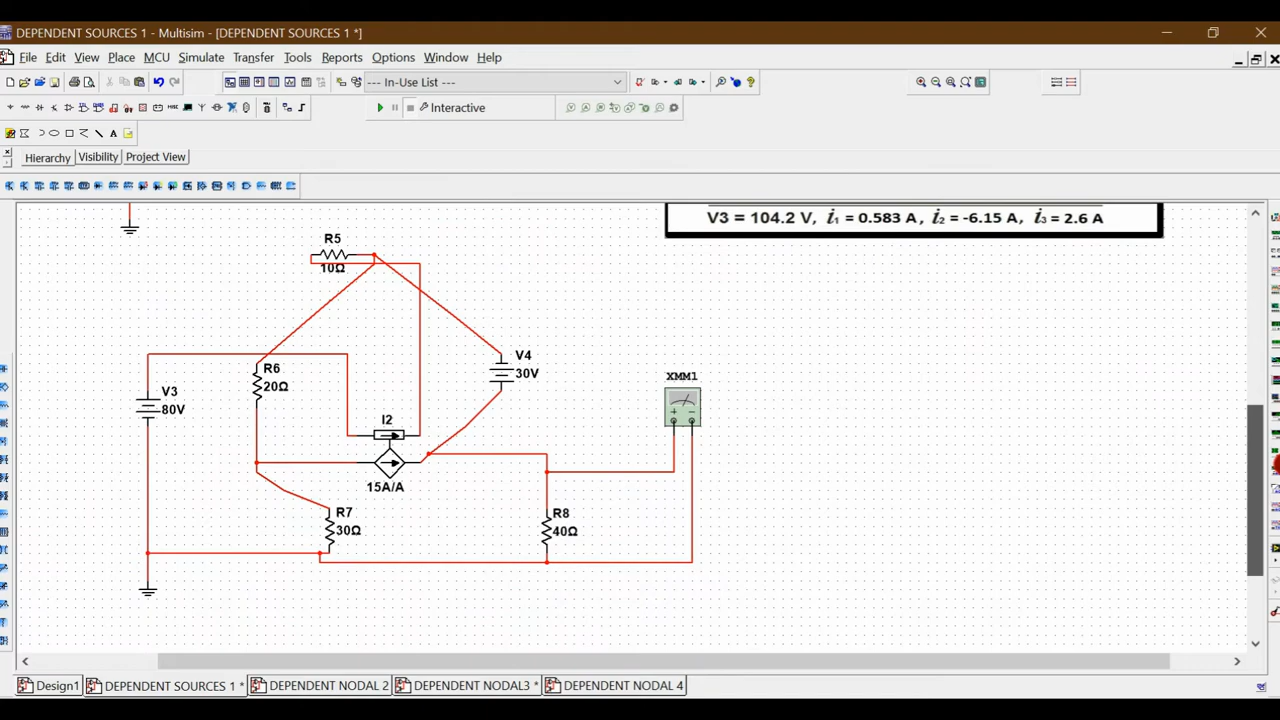 DEPENDENT SOURCES 1 - Multisim - [DEPENDENT SOURCES 1 *]
File Edit View Place MCU Simulate Transfer Tools Reports Options Window Help
--- In-Use List ---
Interactive
Hierarchy Visibility Project View
V3 = 104.2 V, i1 = 0.583 A, i2 = -6.15 A, i3 = 2.6 A
R5
10Ω
V4
30V
R6
20Ω
XMM1
V3
80V
I2
15A/A
R7
30Ω
R8
40Ω
Design1 DEPENDENT SOURCES 1 * DEPENDENT NODAL 2 DEPENDENT NODAL3 * DEPENDENT NODAL 4